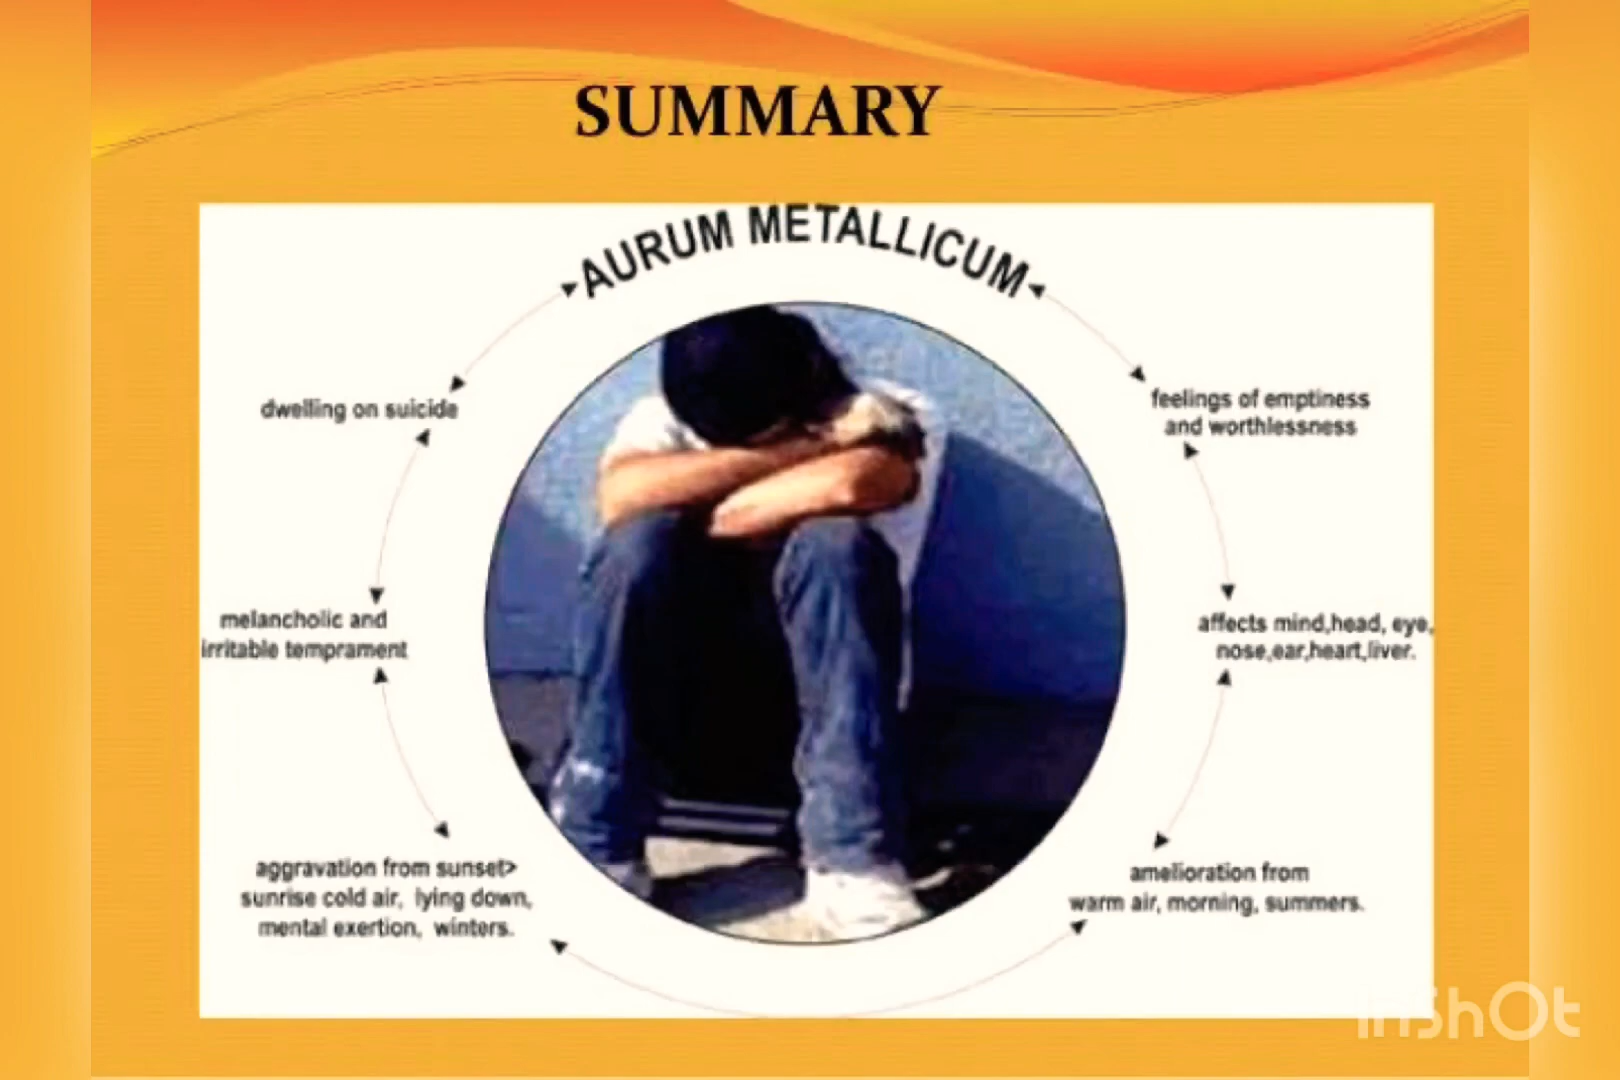 SUMMARY
AURUM METALLICUM
dwelling on suicide
feelings of emptiness
and worthlessness
melancholic and
irritable temprament
affects mind,head, eye,
nose,ear,heart,liver.
aggravation from sunset>
sunrise cold air, lying down,
mental exertion, winters.
amelioration from
warm air, morning, summers.
InShOt